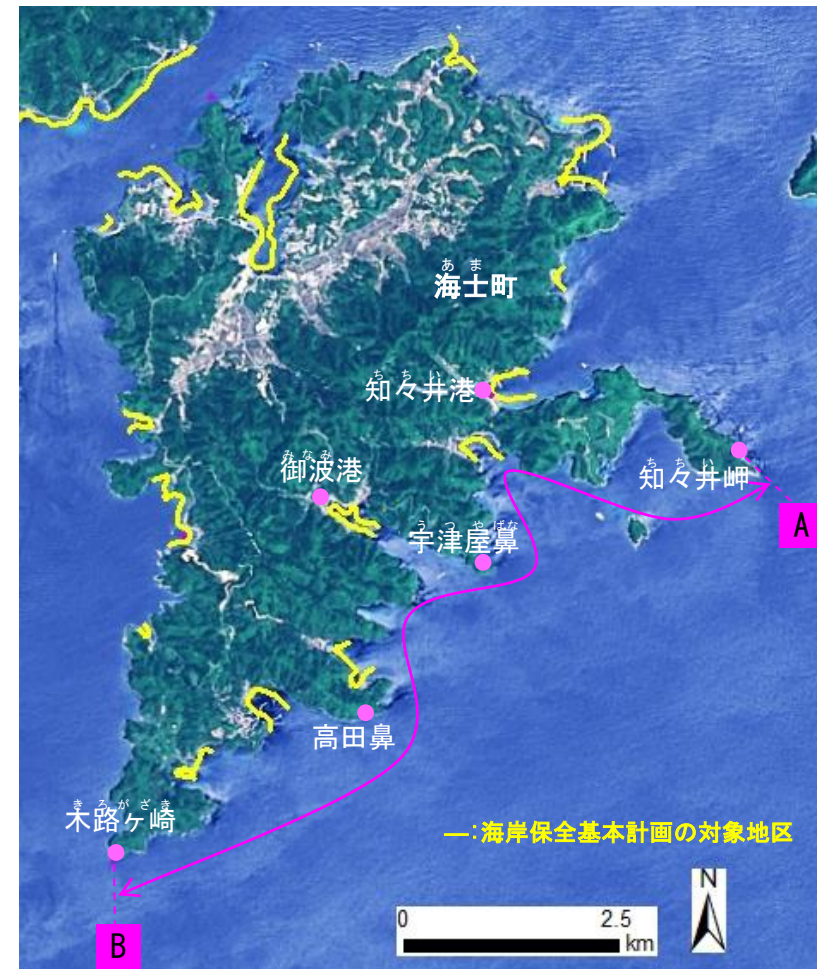 あま
海士町
ちちい
知々井港
みなみ
御波港
ちちい
知々井岬
A
うつやばな
宇津屋鼻
高田鼻
きろがざき
木路ヶ崎
―:海岸保全基本計画の対象地区
B
0 2.5
km
N